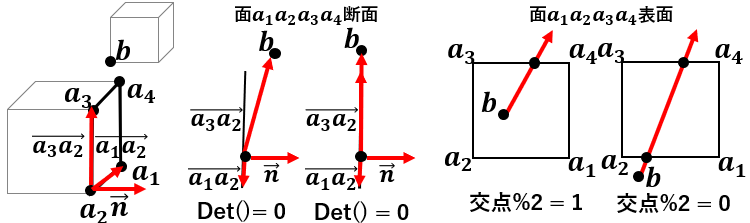 b
a₃
a₄
a₃a₂
a₁a₂
a₁
a₂
n
面a₁a₂a₃a₄断面
b
b
a₃a₂
a₃a₂
a₁a₂
n
a₁a₂
n
Det()= 0
Det()= 0
面a₁a₂a₃a₄表面
a₃
a₄
a₃
a₄
b
a₂
a₁
a₂
b
a₁
交点%2 = 1
交点%2 = 0